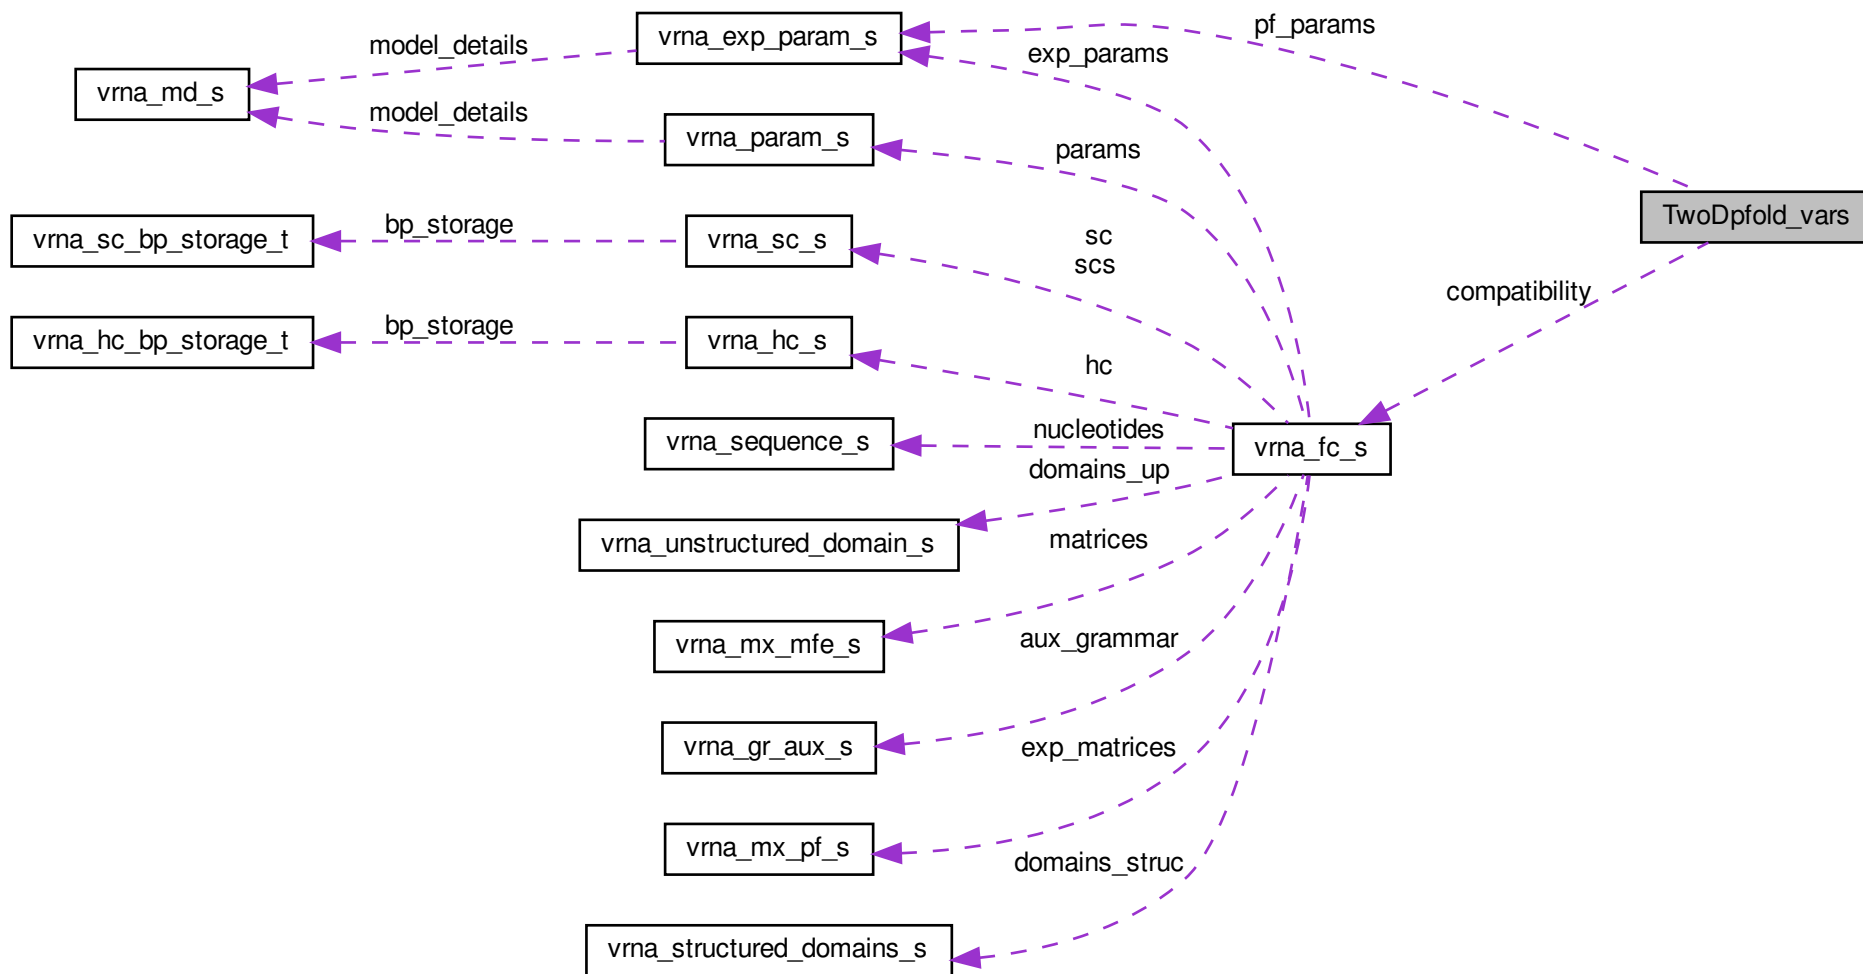 pf_params
vrna_exp_param_s
model_details
exp_params
vrna_md_s
model_details
vrna_param_s
params
TwoDpfold_vars
bp_storage
sc
scs
vrna_sc_bp_storage_t
vrna_sc_s
compatibility
bp_storage
vrna_hc_bp_storage_t
vrna_hc_s
hc
nucleotides
vrna_sequence_s
vrna_fc_s
domains_up
vrna_unstructured_domain_s
matrices
vrna_mx_mfe_s
aux_grammar
vrna_gr_aux_s
exp_matrices
vrna_mx_pf_s
domains_struc
vrna_structured_domains_s